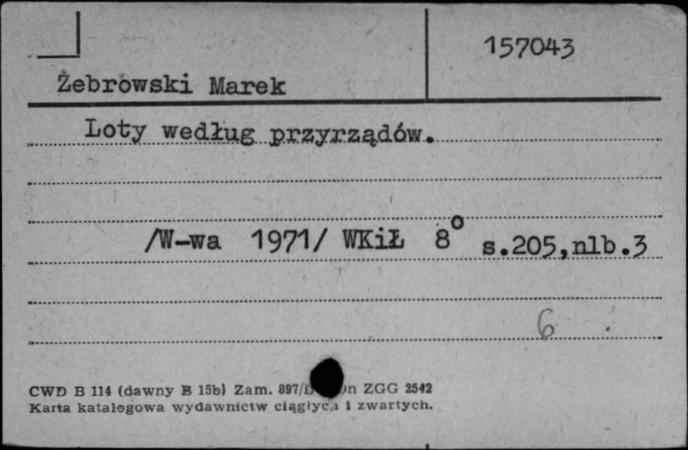 157043
Żebrowski Marek
Loty według przyrządów.
/W-wa 1971/ WKiŁ 8° s.205,nlb.3
6
CWD B 114 (dawny B 15b) Zam. 897/ ZGG 2542
Karta katalogowa wydawnictw ciągłych i zwartych.